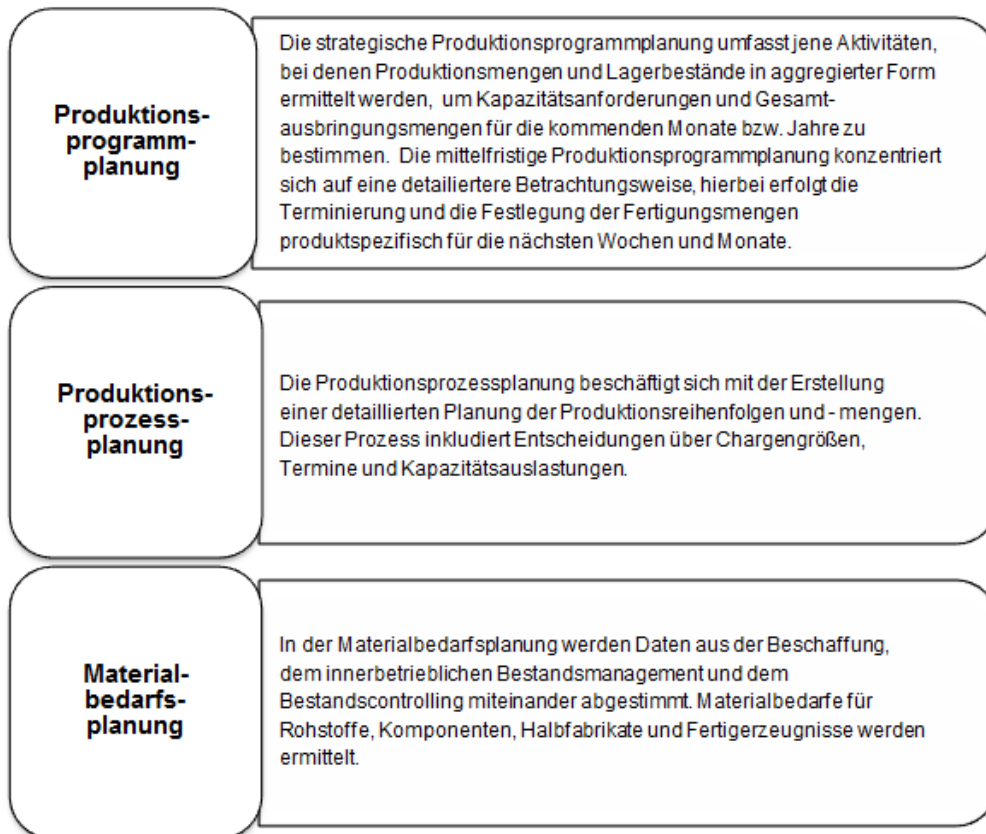 Produktions-
programm-
planung
Die strategische Produktionsprogrammplanung umfasst jene Aktivitäten,
bei denen Produktionsmengen und Lagerbestände in aggregierter Form
ermittelt werden, um Kapazitätsanforderungen und Gesamt-
ausbringungsmengen für die kommenden Monate bzw. Jahre zu
bestimmen. Die mittelfristige Produktionsprogrammplanung konzentriert
sich auf eine detailiertere Betrachtungsweise, hierbei erfolgt die
Terminierung und die Festlegung der Fertigungsmengen
produktspezifisch für die nächsten Wochen und Monate.
Produktions-
prozess-
planung
Die Produktionsprozessplanung beschäftigt sich mit der Erstellung
einer detaillierten Planung der Produktionsreihenfolgen und - mengen.
Dieser Prozess inkludiert Entscheidungen über Chargengrößen,
Termine und Kapazitätsauslastungen.
Material-
bedarfs-
planung
In der Materialbedarfsplanung werden Daten aus der Beschaffung,
dem innerbetrieblichen Bestandsmanagement und dem
Bestandscontrolling miteinander abgestimmt. Materialbedarfe für
Rohstoffe, Komponenten, Halbfabrikate und Fertigerzeugnisse werden
ermittelt.